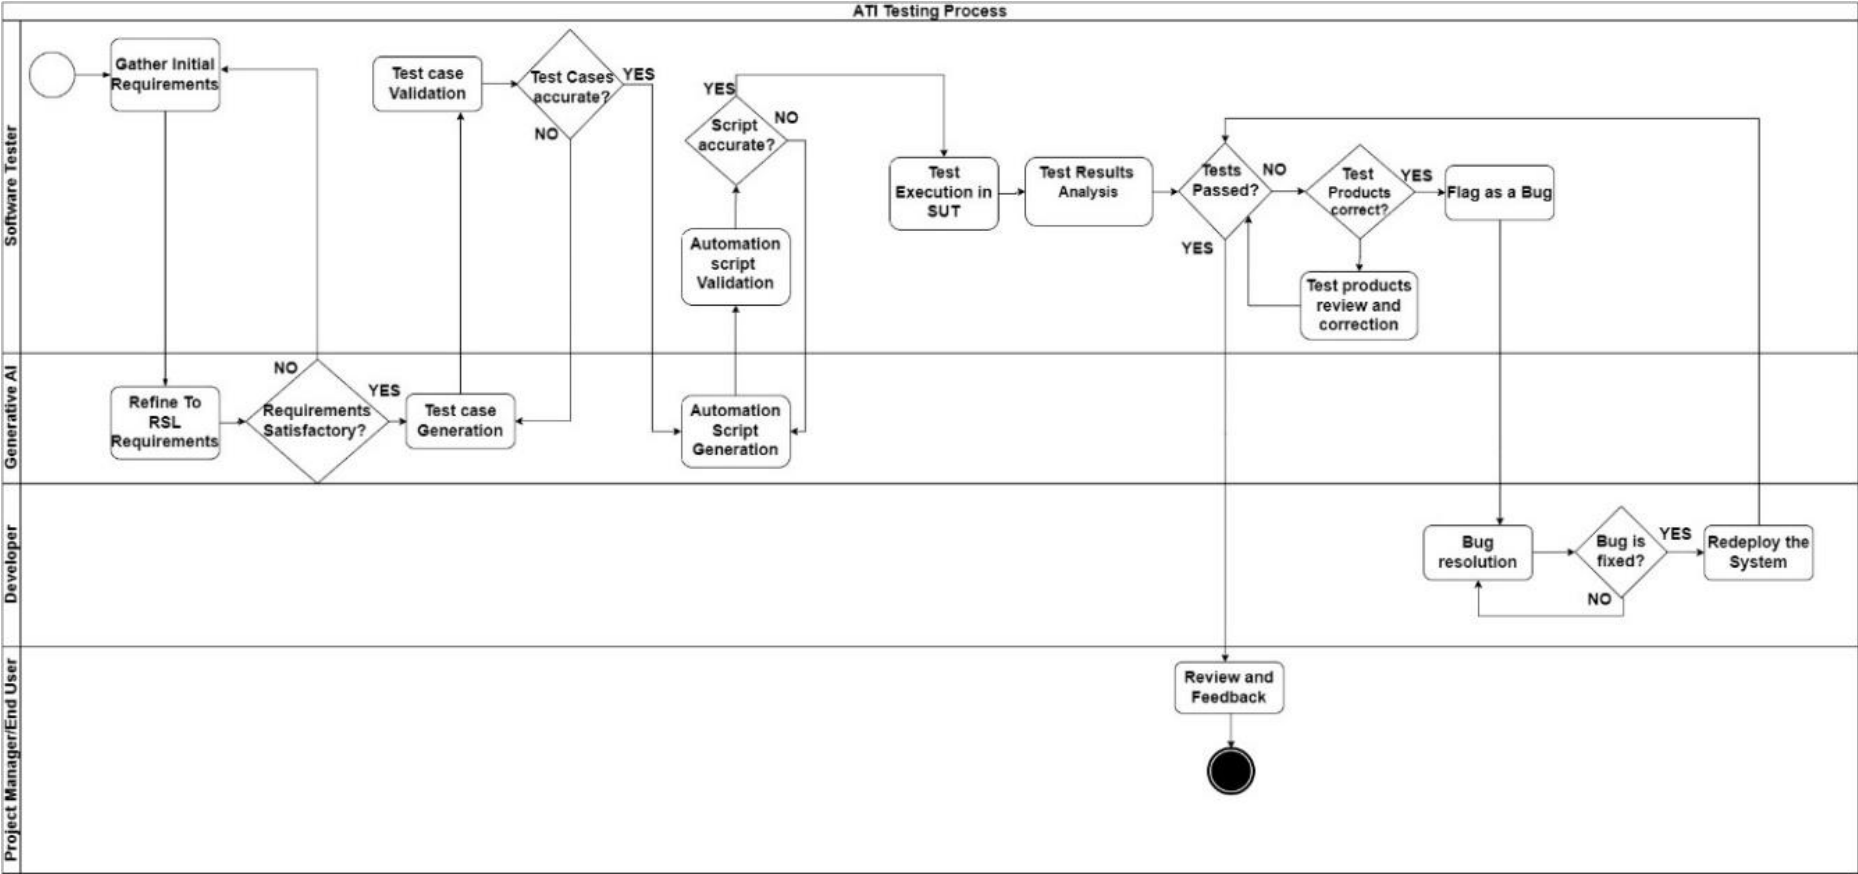 ATI Testing Process
Software Tester
Gather Initial
Requirements
Test case
Validation
Test Cases
accurate?
YES
NO
YES
Script
accurate?
NO
Automation
script
Validation
Test
Execution in
SUT
Test Results
Analysis
Tests
Passed?
NO
YES
Test
Products
correct?
YES
Flag as a Bug
Test products
review and
correction
Generative AI
Refine To
RSL
Requirements
NO
Requirements
Satisfactory?
YES
Test case
Generation
Automation
Script
Generation
Developer
Bug
resolution
Bug is
fixed?
YES
NO
Redeploy the
System
Project Manager/End User
Review and
Feedback